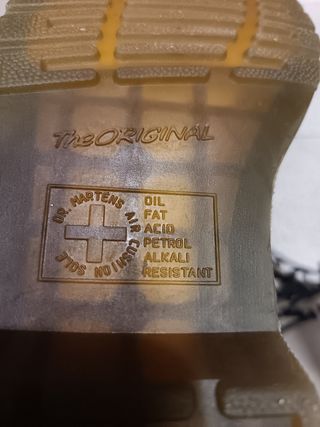 The ORIGINAL
DR. MARTENS AIR CUSHION SOLE
OIL
FAT
ACID
PETROL
ALKALI
RESISTANT